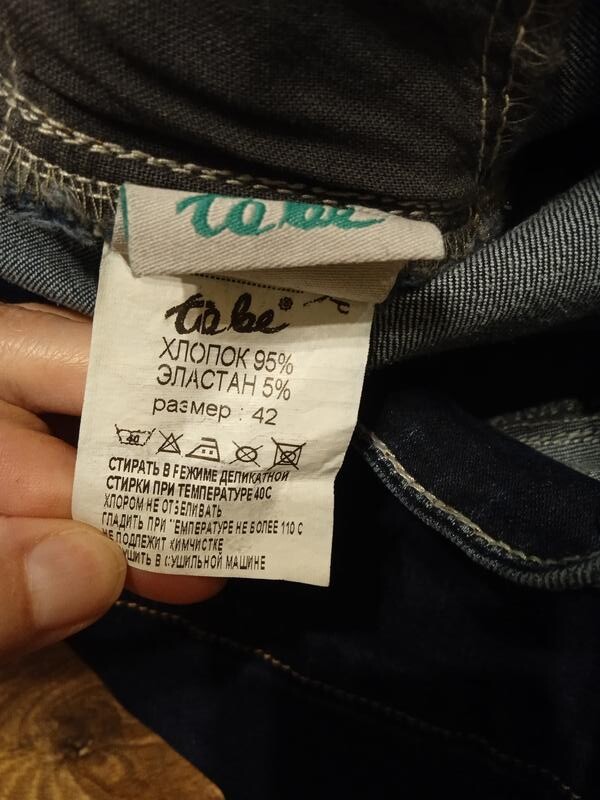 to be
to be®
ХЛОПОК 95%
ЭЛАСТАН 5%
размер : 42
40
СТИРАТЬ В РЕЖИМЕ ДЕЛИКАТНОЙ
СТИРКИ ПРИ ТЕМПЕРАТУРЕ 40С
ХЛОРОМ НЕ ОТБЕЛИВАТЬ
ГЛАДИТЬ ПРИ ТЕМПЕРАТУРЕ НЕ БОЛЕЕ 110 С
НЕ ПОДЛЕЖИТ ХИМЧИСТКЕ
В СУШИЛЬНОЙ МАШИНЕ